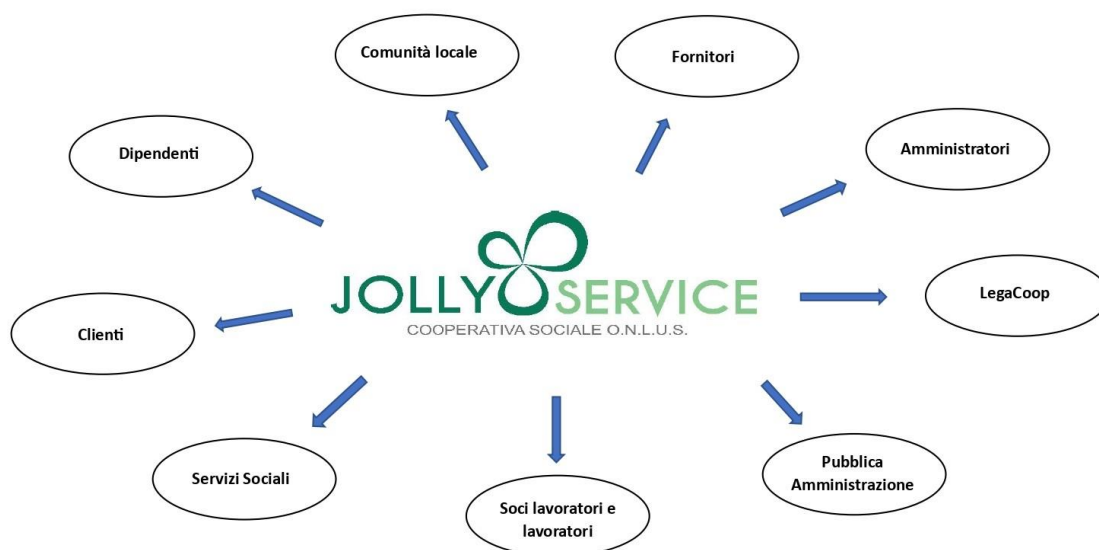 Comunità locale
Fornitori
Dipendenti
Amministratori
JOLLY SERVICE
COOPERATIVA SOCIALE O.N.L.U.S.
LegaCoop
Clienti
Servizi Sociali
Pubblica
Amministrazione
Soci lavoratori e
lavoratori